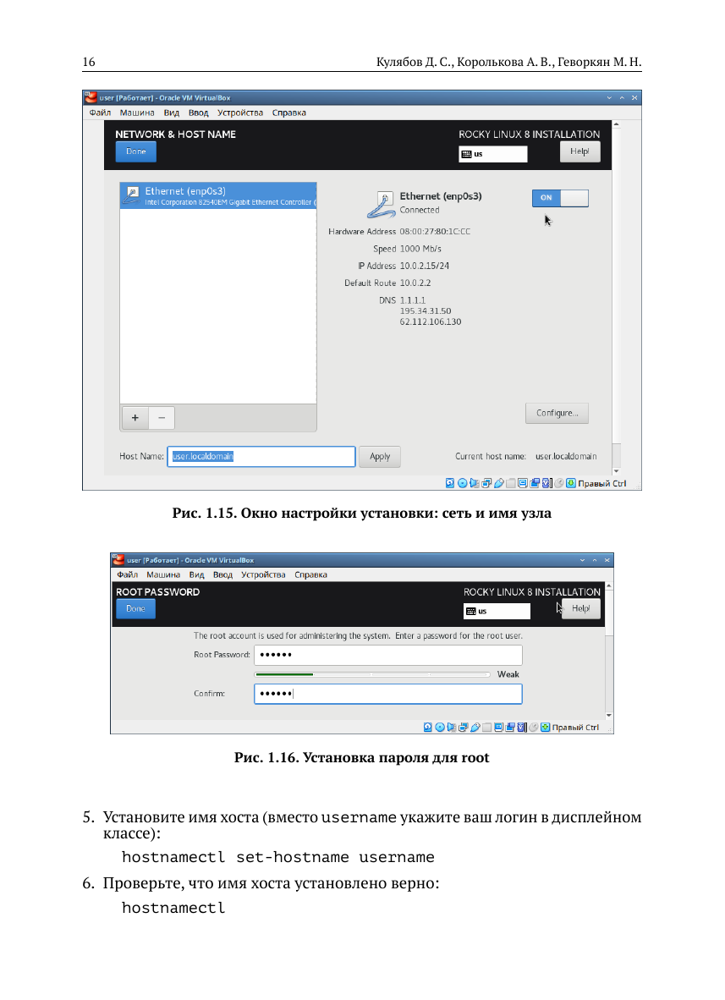 16
Кулябов Д. С., Королькова А. В., Геворкян М. Н.
user [Работает] - Oracle VM VirtualBox
Файл Машина Вид Ввод Устройства Справка
NETWORK & HOST NAME
ROCKY LINUX 8 INSTALLATION
Done
us
Help!
Ethernet (enp0s3)
Intel Corporation 82540EM Gigabit Ethernet Controller (
Ethernet (enp0s3)
Connected
ON
Hardware Address 08:00:27:80:1C:CC
Speed 1000 Mb/s
IP Address 10.0.2.15/24
Default Route 10.0.2.2
DNS 1.1.1.1
195.34.31.50
62.112.106.130
+ −
Configure...
Host Name: user.localdomain Apply Current host name: user.localdomain
Правый Ctrl
Рис. 1.15. Окно настройки установки: сеть и имя узла
user [Работает] - Oracle VM VirtualBox
Файл Машина Вид Ввод Устройства Справка
ROOT PASSWORD
ROCKY LINUX 8 INSTALLATION
Done
us
Help!
The root account is used for administering the system. Enter a password for the root user.
Root Password: ••••••
Weak
Confirm: ••••••
Правый Ctrl
Рис. 1.16. Установка пароля для root
5. Установите имя хоста (вместо username укажите ваш логин в дисплейном
классе):
hostnamectl set-hostname username
6. Проверьте, что имя хоста установлено верно:
hostnamectl